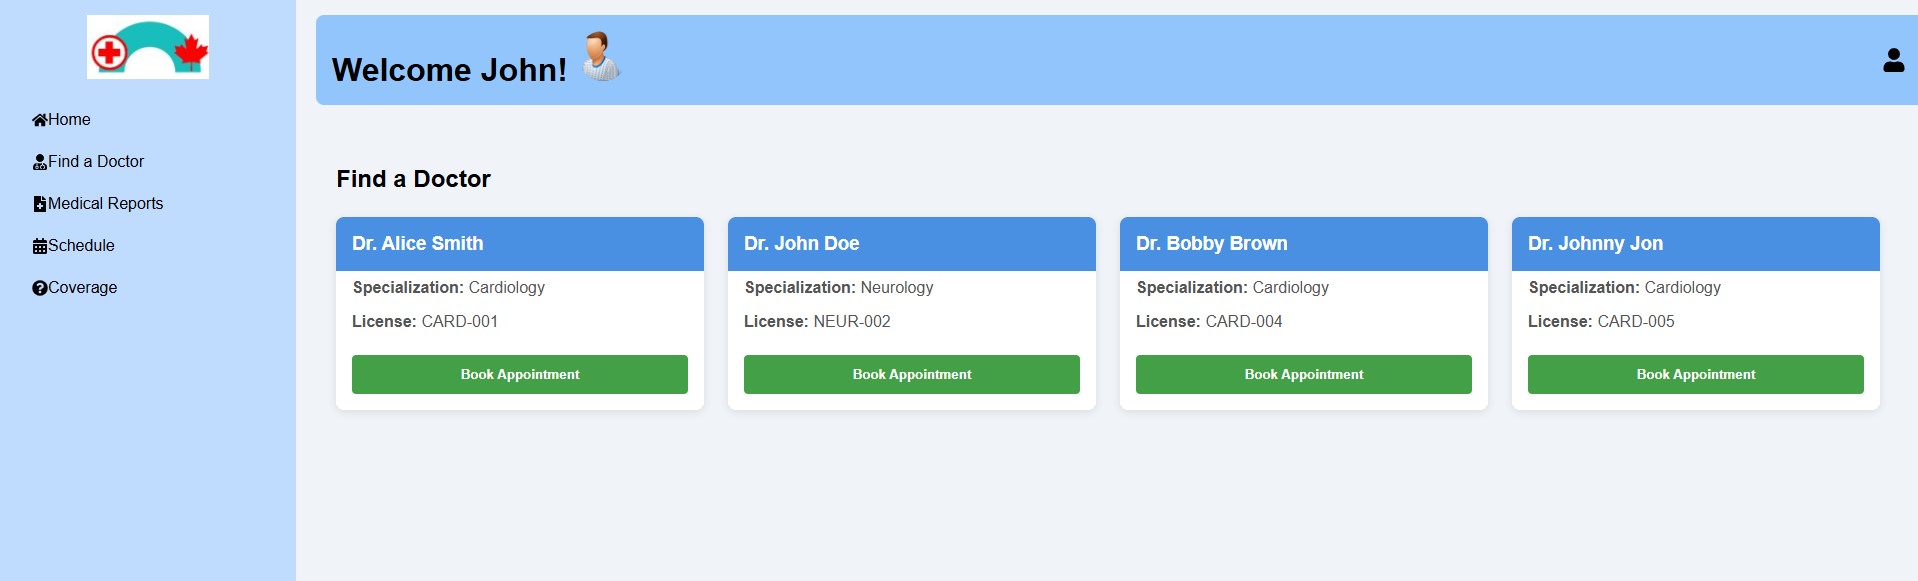 Home
Find a Doctor
Medical Reports
Schedule
Coverage
Welcome John!
Find a Doctor
Dr. Alice Smith
Specialization: Cardiology
License: CARD-001
Book Appointment
Dr. John Doe
Specialization: Neurology
License: NEUR-002
Book Appointment
Dr. Bobby Brown
Specialization: Cardiology
License: CARD-004
Book Appointment
Dr. Johnny Jon
Specialization: Cardiology
License: CARD-005
Book Appointment